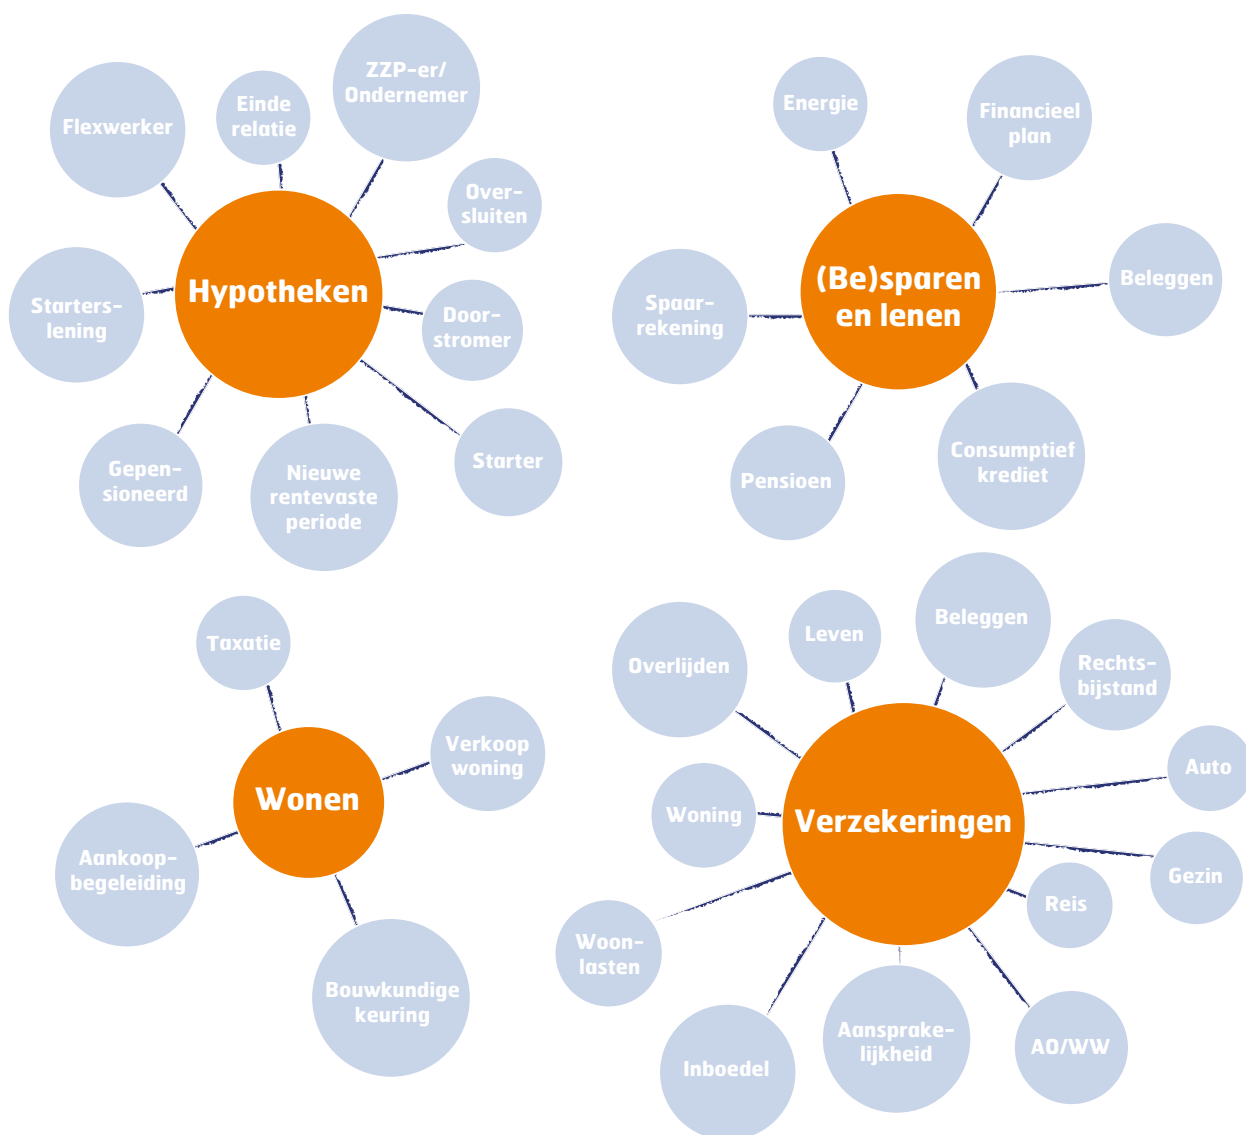 ZZP-er/
Ondernemer
Einde
relatie
Flexwerker
Over-
sluiten
Hypotheken
Starters-
lening
Door-
stromer
Gepen-
sioneerd
Nieuwe
rentevaste
periode
Starter
Energie
Financieel
plan
(Be)sparen
en lenen
Beleggen
Spaar-
rekening
Pensioen
Consumptief
krediet
Taxatie
Verkoop
woning
Wonen
Aankoop-
begeleiding
Bouwkundige
keuring
Leven
Beleggen
Overlijden
Rechts-
bijstand
Auto
Woning
Verzekeringen
Gezin
Reis
Woon-
lasten
Inboedel
Aansprake-
lijkheid
AO/WW